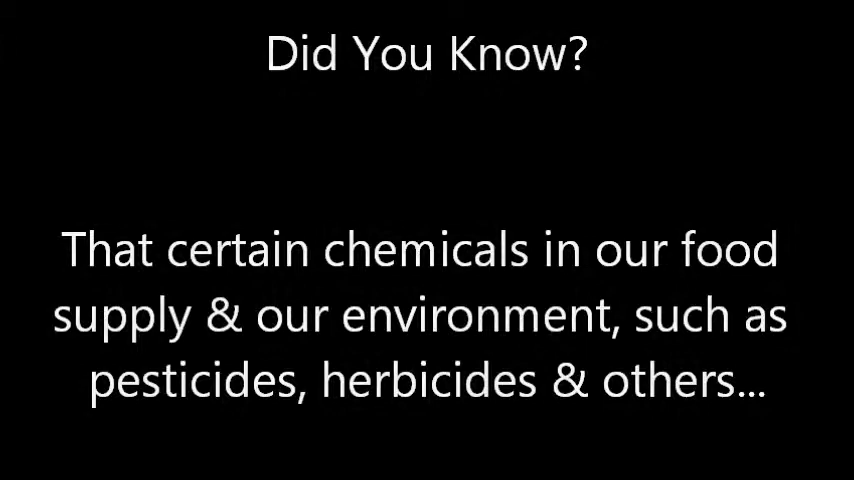 Did You Know?
That certain chemicals in our food
supply & our environment, such as
pesticides, herbicides & others...